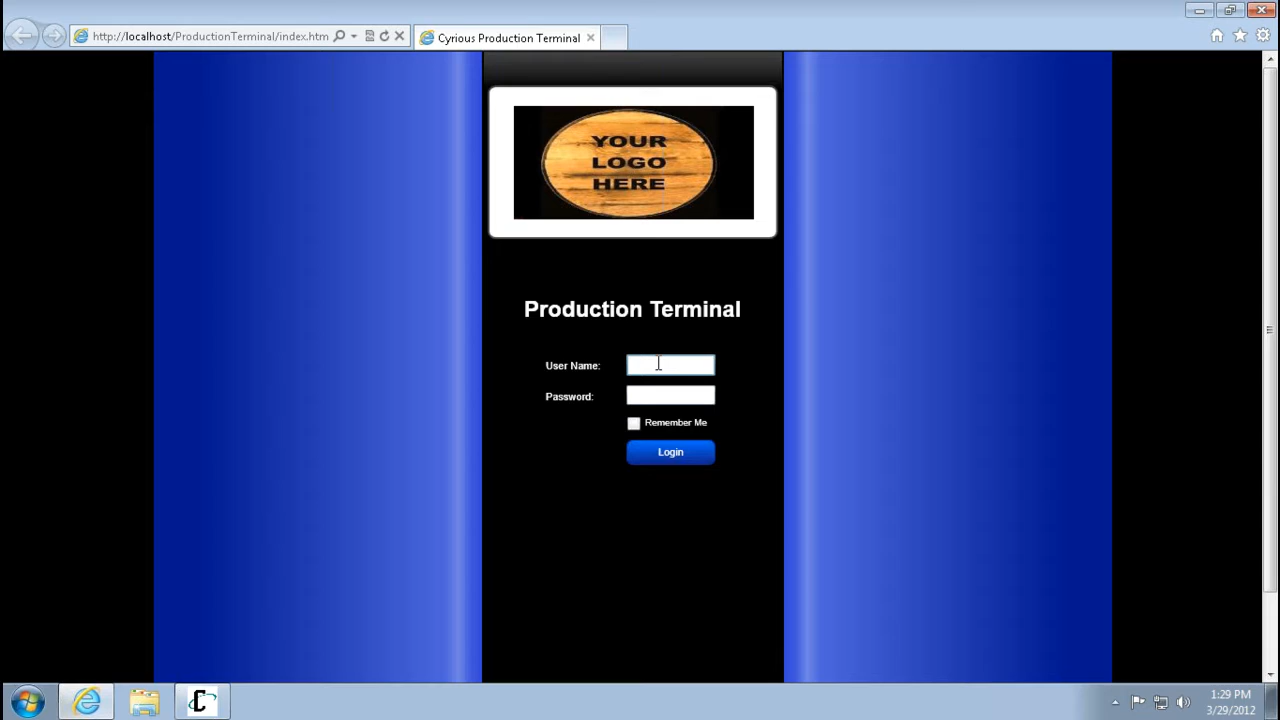 http://localhost/ProductionTerminal/index.htm
Cyrious Production Terminal
YOUR
LOGO
HERE
Production Terminal
User Name:
Password:
Remember Me
Login
1:29 PM
3/29/2012